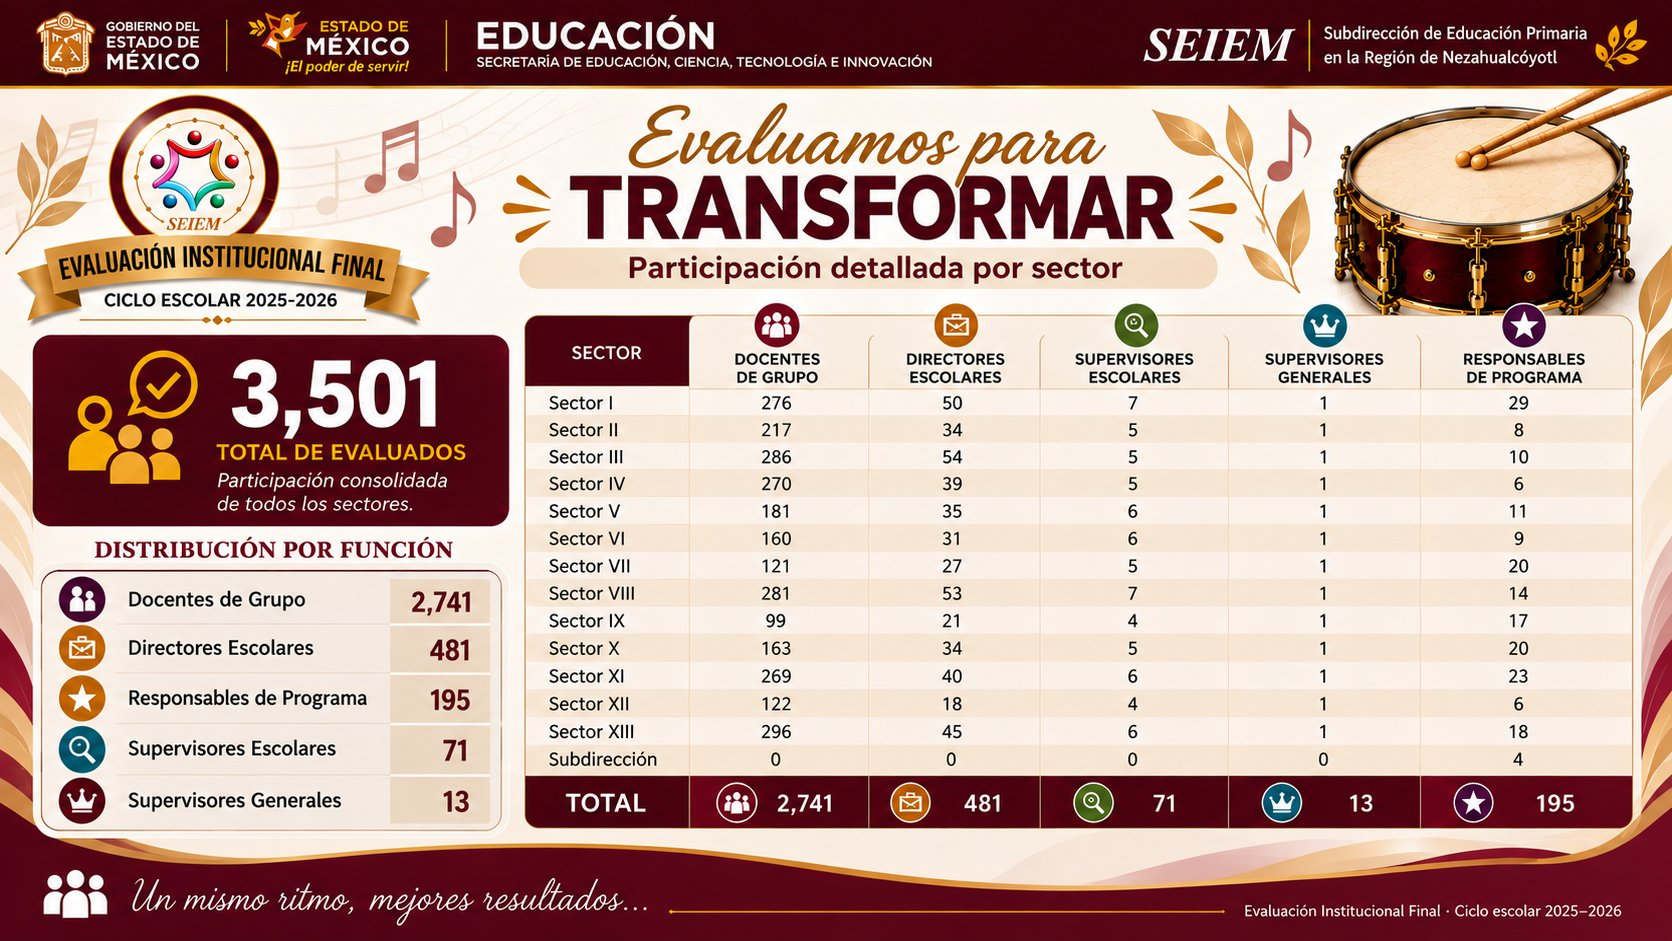 GOBIERNO DEL
ESTADO DE
MÉXICO
ESTADO DE
MÉXICO
¡El poder de servir!
EDUCACIÓN
SECRETARÍA DE EDUCACIÓN, CIENCIA, TECNOLOGÍA E INNOVACIÓN
SEIEM
Subdirección de Educación Primaria
en la Región de Nezahualcóyotl
SEIEM
EVALUACIÓN INSTITUCIONAL FINAL
CICLO ESCOLAR 2025-2026
Evaluamos para
TRANSFORMAR
Participación detallada por sector
3,501
TOTAL DE EVALUADOS
Participación consolidada
de todos los sectores.
DISTRIBUCIÓN POR FUNCIÓN
Docentes de Grupo 2,741
Directores Escolares 481
Responsables de Programa 195
Supervisores Escolares 71
Supervisores Generales 13
SECTOR DOCENTES DE GRUPO DIRECTORES ESCOLARES SUPERVISORES ESCOLARES SUPERVISORES GENERALES RESPONSABLES DE PROGRAMA
Sector I 276 50 7 1 29
Sector II 217 34 5 1 8
Sector III 286 54 5 1 10
Sector IV 270 39 5 1 6
Sector V 181 35 6 1 11
Sector VI 160 31 6 1 9
Sector VII 121 27 5 1 20
Sector VIII 281 53 7 1 14
Sector IX 99 21 4 1 17
Sector X 163 34 5 1 20
Sector XI 269 40 6 1 23
Sector XII 122 18 4 1 6
Sector XIII 296 45 6 1 18
Subdirección 0 0 0 0 4
TOTAL 2,741 481 71 13 195
Un mismo ritmo, mejores resultados...
Evaluación Institucional Final · Ciclo escolar 2025–2026